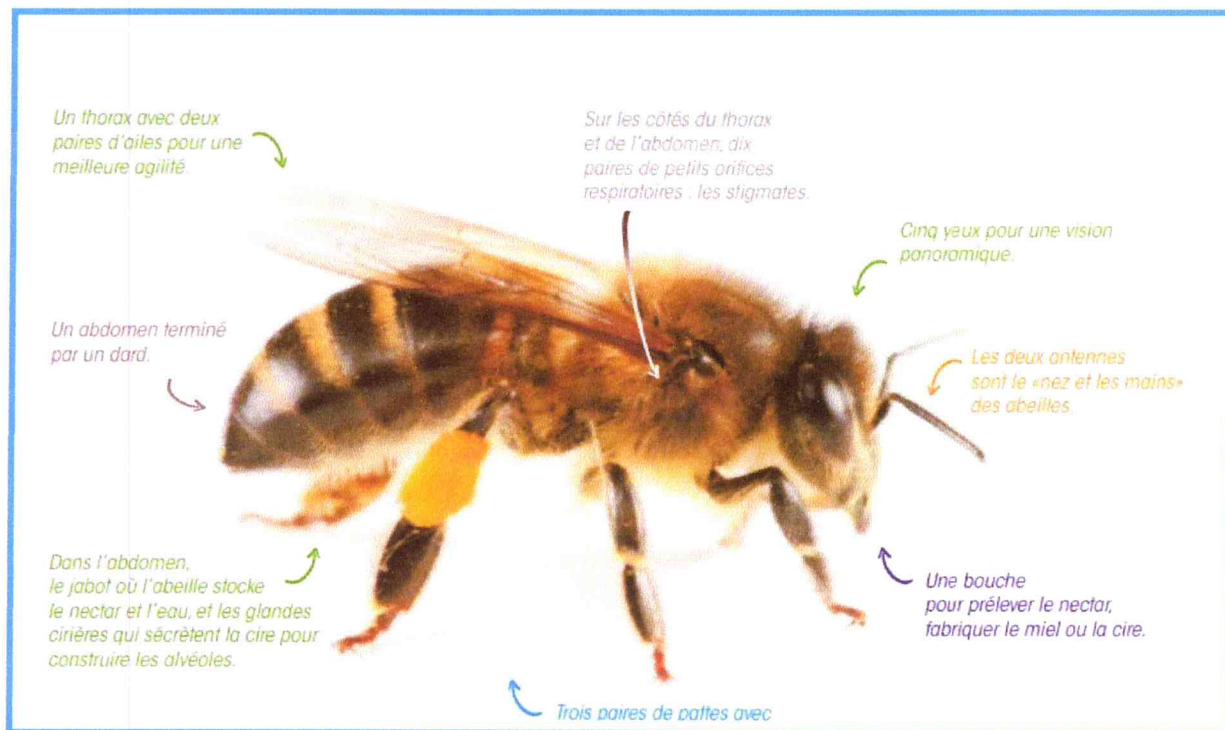 Un thorax avec deux
paires d'ailes pour une
meilleure agilité.
Sur les côtés du thorax
et de l'abdomen, dix
paires de petits orifices
respiratoires : les stigmates.
Cinq yeux pour une vision
panoramique.
Un abdomen terminé
par un dard.
Les deux antennes
sont le «nez et les mains»
des abeilles.
Dans l'abdomen,
le jabot où l'abeille stocke
le nectar et l'eau, et les glandes
cirières qui sécrètent la cire pour
construire les alvéoles.
Une bouche
pour prélever le nectar,
fabriquer le miel ou la cire.
Trois paires de pattes avec